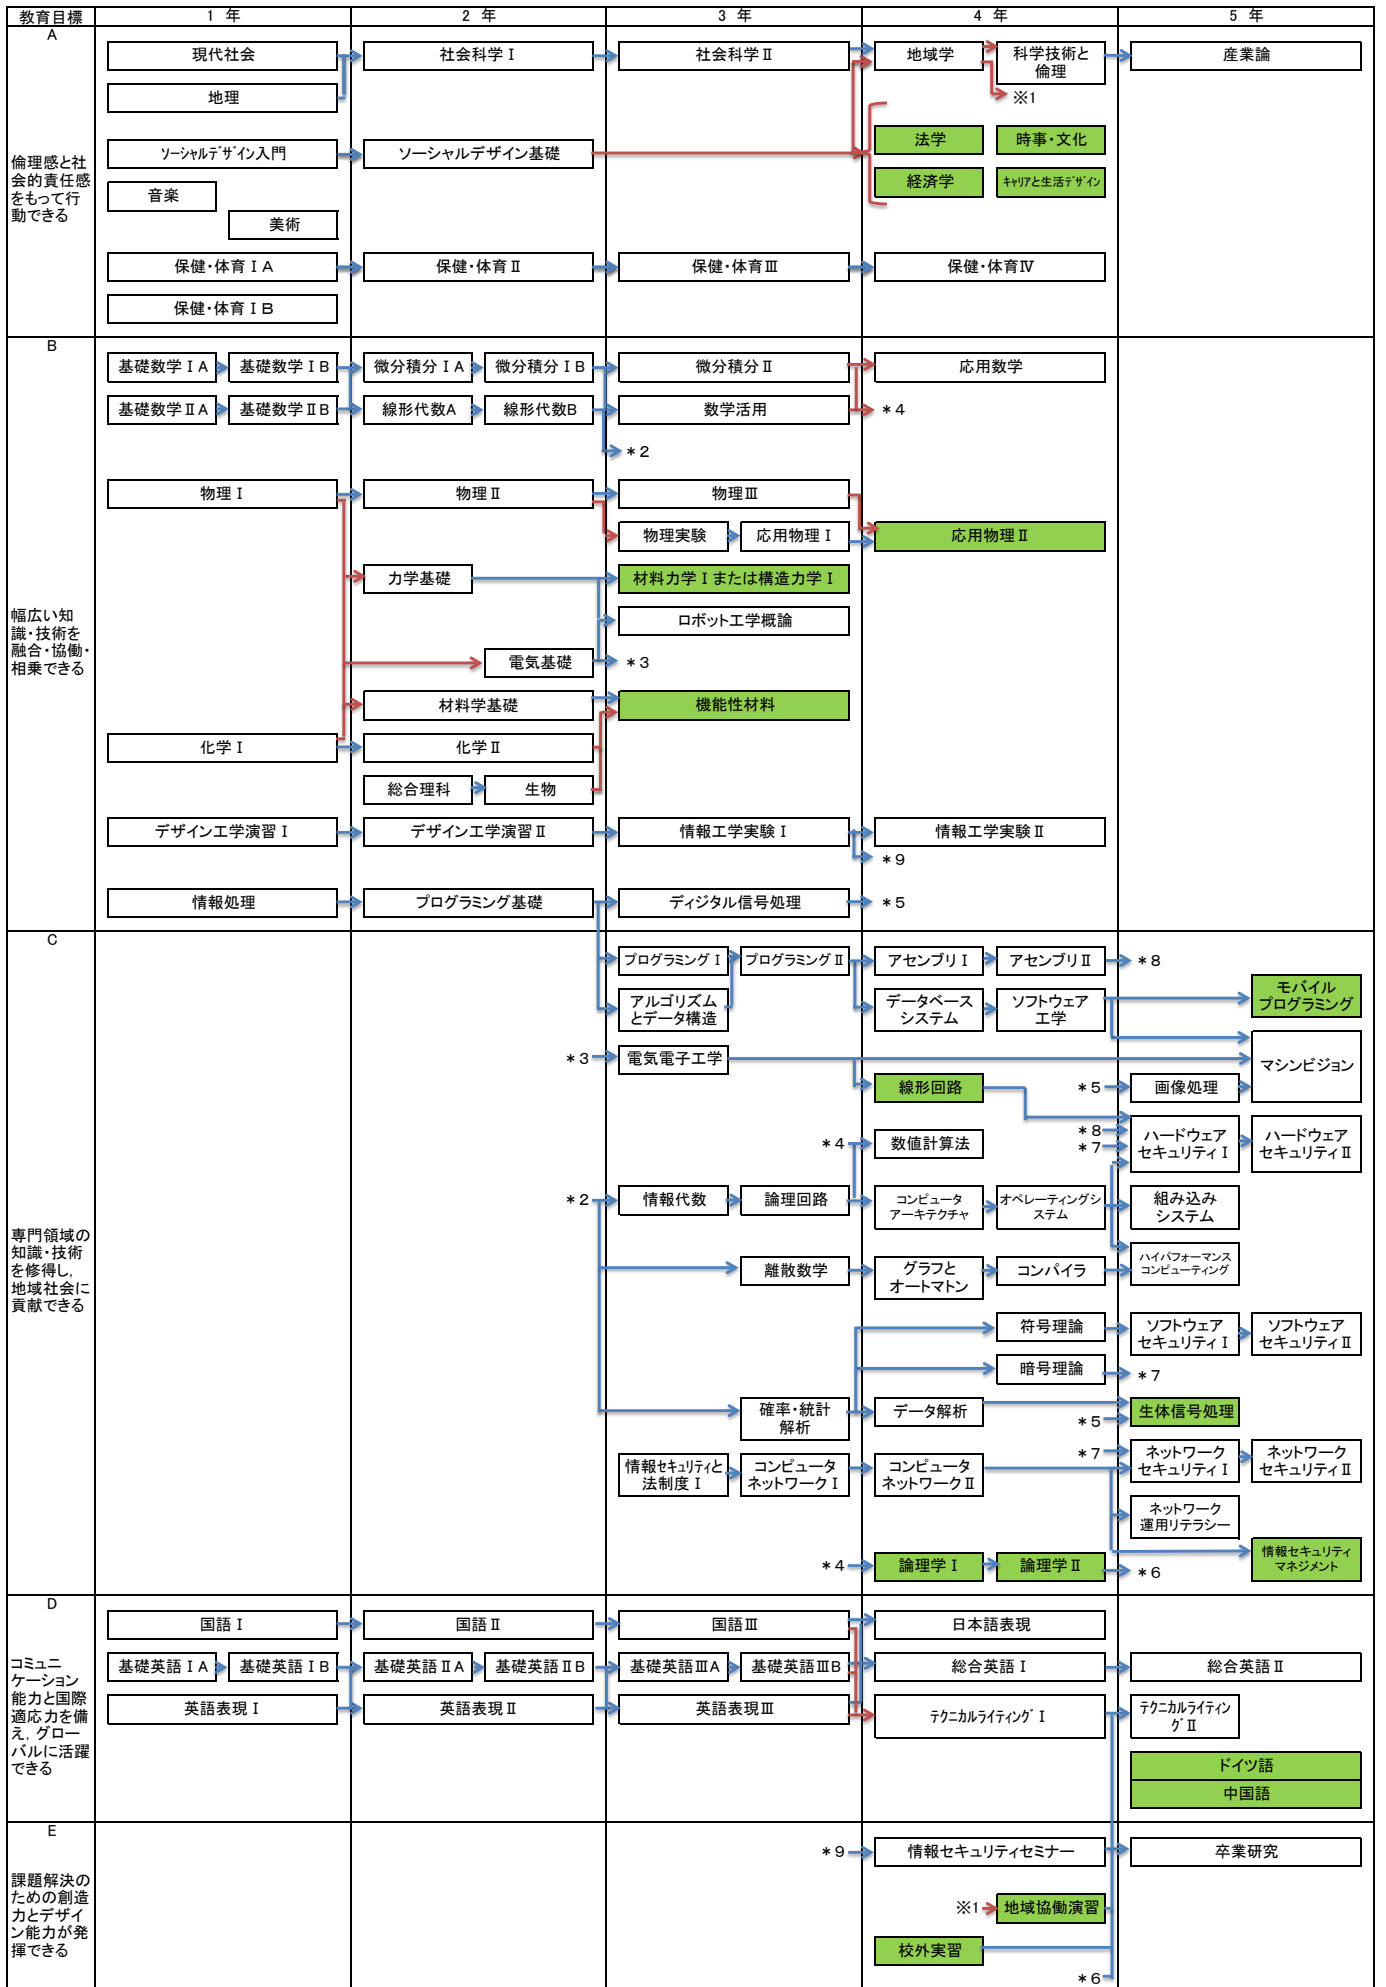 教育目標
1 年
2 年
3 年
4 年
5 年
A
倫理感と社
会的責任感
をもって行
動できる
現代社会
社会科学Ⅰ
社会科学Ⅱ
地域学
科学技術と
倫理
産業論
地理
※1
ソーシャルデザイン入門
ソーシャルデザイン基礎
法学
時事・文化
経済学
キャリアと生活デザイン
音楽
美術
保健・体育ⅠA
保健・体育Ⅱ
保健・体育Ⅲ
保健・体育Ⅳ
保健・体育ⅠB
B
幅広い知
識・技術を
融合・協働・
相乗できる
基礎数学ⅠA
基礎数学ⅠB
微分積分ⅠA
微分積分ⅠB
微分積分Ⅱ
応用数学
基礎数学ⅡA
基礎数学ⅡB
線形代数A
線形代数B
数学活用
*4
*2
物理Ⅰ
物理Ⅱ
物理Ⅲ
物理実験
応用物理Ⅰ
応用物理Ⅱ
力学基礎
材料力学Ⅰまたは構造力学Ⅰ
ロボット工学概論
電気基礎
*3
材料学基礎
機能性材料
化学Ⅰ
化学Ⅱ
総合理科
生物
デザイン工学演習Ⅰ
デザイン工学演習Ⅱ
情報工学実験Ⅰ
情報工学実験Ⅱ
*9
情報処理
プログラミング基礎
ディジタル信号処理
*5
C
専門領域の
知識・技術
を修得し,
地域社会に
貢献できる
プログラミングⅠ
プログラミングⅡ
アセンブリⅠ
アセンブリⅡ
*8
アルゴリズム
とデータ構造
データベース
システム
ソフトウェア
工学
モバイル
プログラミング
*3
電気電子工学
マシンビジョン
線形回路
*5
画像処理
*4
数値計算法
*8
*7
ハードウェア
セキュリティⅠ
ハードウェア
セキュリティⅡ
*2
情報代数
論理回路
コンピュータ
アーキテクチャ
オペレーティングシ
ステム
組み込み
システム
離散数学
グラフと
オートマトン
コンパイラ
ハイパフォーマンス
コンピューティング
符号理論
ソフトウェア
セキュリティⅠ
ソフトウェア
セキュリティⅡ
暗号理論
*7
確率・統計
解析
データ解析
*5
生体信号処理
情報セキュリティと
法制度Ⅰ
コンピュータ
ネットワークⅠ
コンピュータ
ネットワークⅡ
*7
ネットワーク
セキュリティⅠ
ネットワーク
セキュリティⅡ
ネットワーク
運用リテラシー
*4
論理学Ⅰ
論理学Ⅱ
*6
情報セキュリティ
マネジメント
D
コミュニ
ケーション
能力と国際
適応力を備
え,グロー
バルに活躍
できる
国語Ⅰ
国語Ⅱ
国語Ⅲ
日本語表現
基礎英語ⅠA
基礎英語ⅠB
基礎英語ⅡA
基礎英語ⅡB
基礎英語ⅢA
基礎英語ⅢB
総合英語Ⅰ
総合英語Ⅱ
英語表現Ⅰ
英語表現Ⅱ
英語表現Ⅲ
テクニカルライティングⅠ
テクニカルライティン
グⅡ
ドイツ語
中国語
E
課題解決の
ための創造
力とデザイ
ン能力が発
揮できる
*9
情報セキュリティセミナー
卒業研究
※1
地域協働演習
校外実習
*6